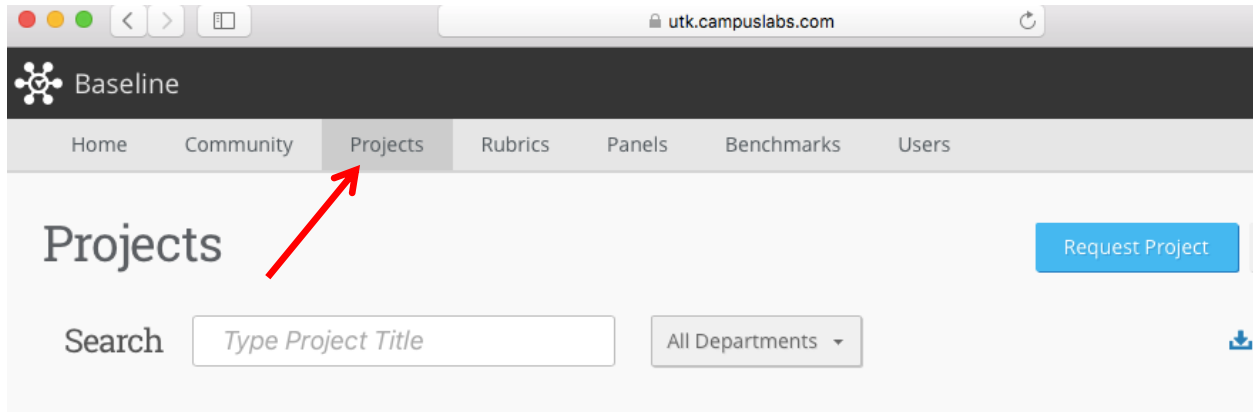 utk.campuslabs.com
Baseline
Home Community Projects Rubrics Panels Benchmarks Users
Projects
Request Project
Search Type Project Title All Departments